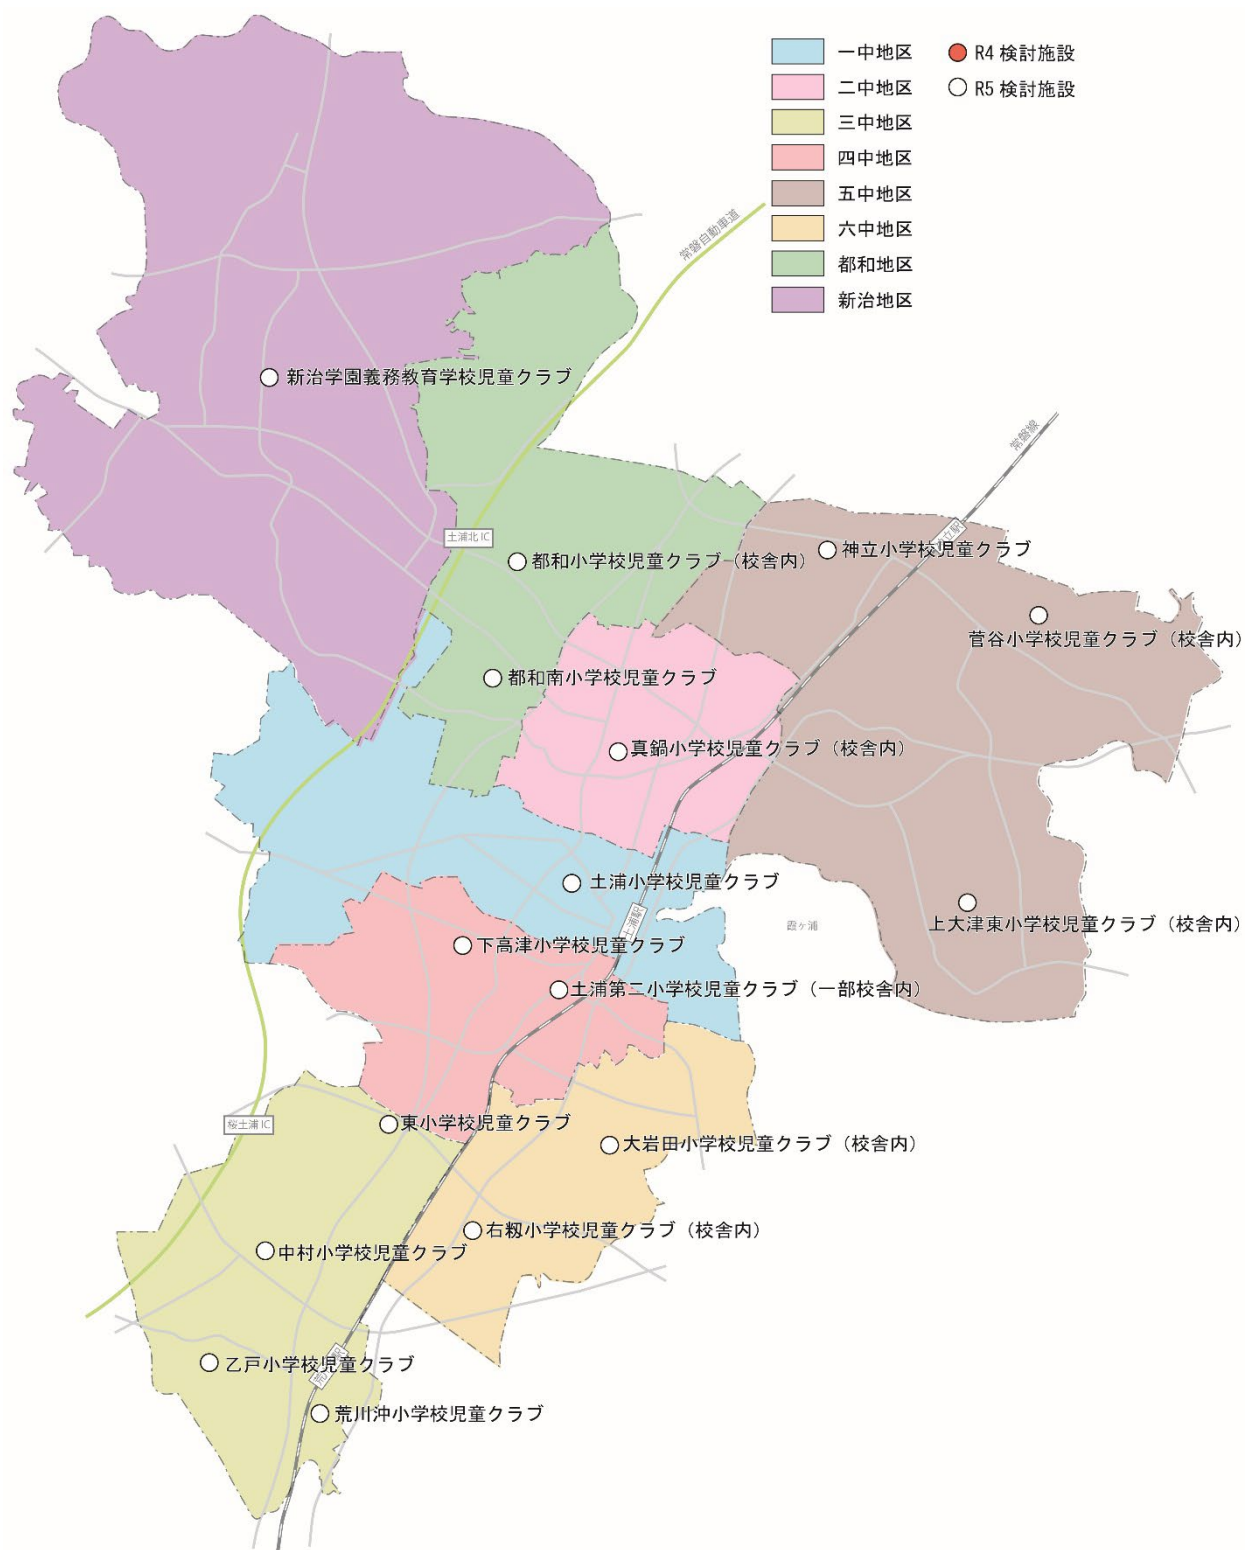 一中地区
R4 検討施設
二中地区
R5 検討施設
三中地区
四中地区
五中地区
六中地区
都和地区
新治地区
常磐自動車道
新治学園義務教育学校児童クラブ
常磐線
土浦北 IC
都和小学校児童クラブ（校舎内）
神立小学校児童クラブ
菅谷小学校児童クラブ（校舎内）
都和南小学校児童クラブ
真鍋小学校児童クラブ（校舎内）
土浦小学校児童クラブ
土浦駅
霞ヶ浦
上大津東小学校児童クラブ（校舎内）
下高津小学校児童クラブ
土浦第二小学校児童クラブ（一部校舎内）
桜土浦 IC
東小学校児童クラブ
大岩田小学校児童クラブ（校舎内）
右籾小学校児童クラブ（校舎内）
中村小学校児童クラブ
乙戸小学校児童クラブ
荒川沖小学校児童クラブ